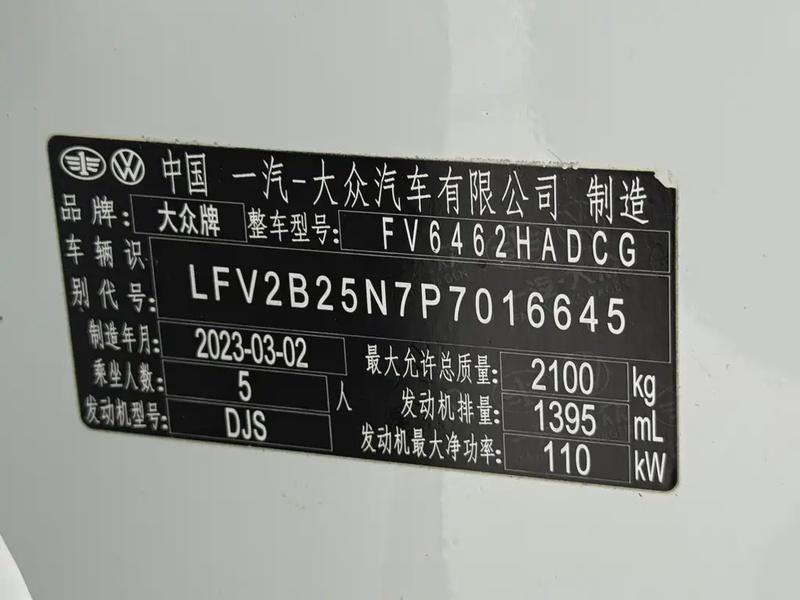 中国 一汽-大众汽车有限公司 制造
品牌: 大众牌 整车型号: FV6462HADCG
车辆识别代号: LFV2B25N7P7016645
制造年月: 2023-03-02 最大允许总质量: 2100 kg
乘坐人数: 5 人 发动机排量: 1395 mL
发动机型号: DJS 发动机最大净功率: 110 kW